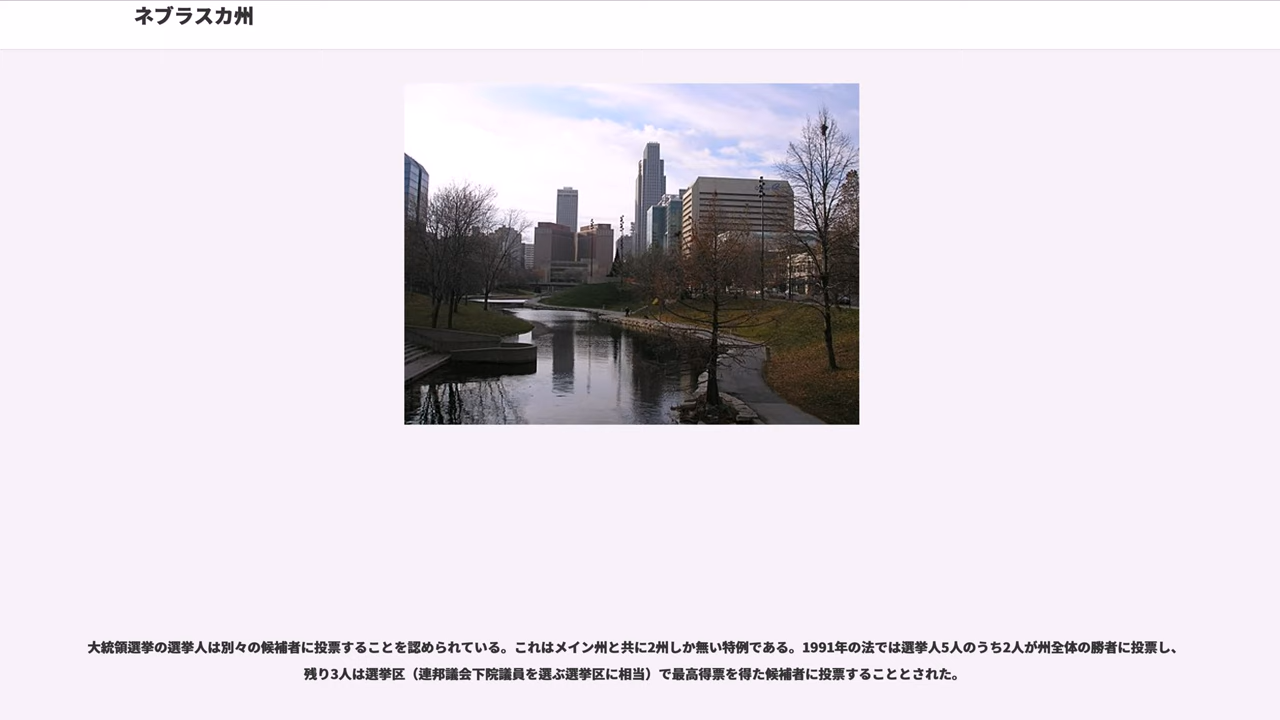 ネブラスカ州
大統領選挙の選挙人は別々の候補者に投票することを認められている。これはメイン州と共に2州しか無い特例である。1991年の法では選挙人5人のうち2人が州全体の勝者に投票し、
残り3人は選挙区（連邦議会下院議員を選ぶ選挙区に相当）で最高得票を得た候補者に投票することとされた。